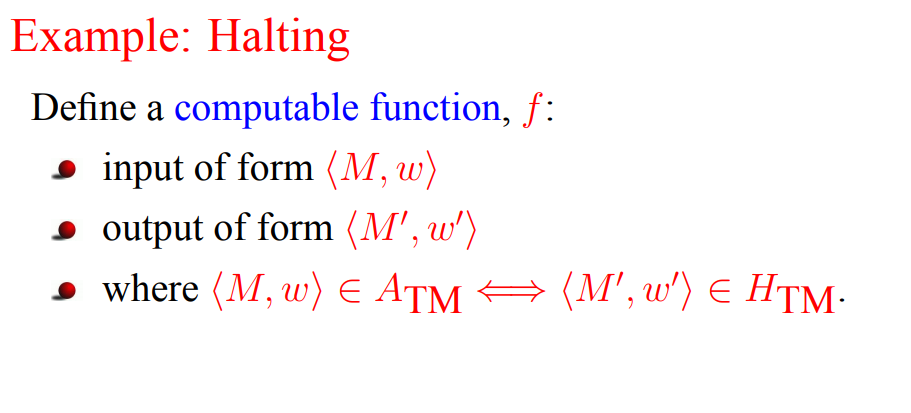 Example: Halting
Define a computable function, f:
input of form ⟨M, w⟩
output of form ⟨M′, w′⟩
where ⟨M, w⟩ ∈ A_TM ⟺ ⟨M′, w′⟩ ∈ H_TM.